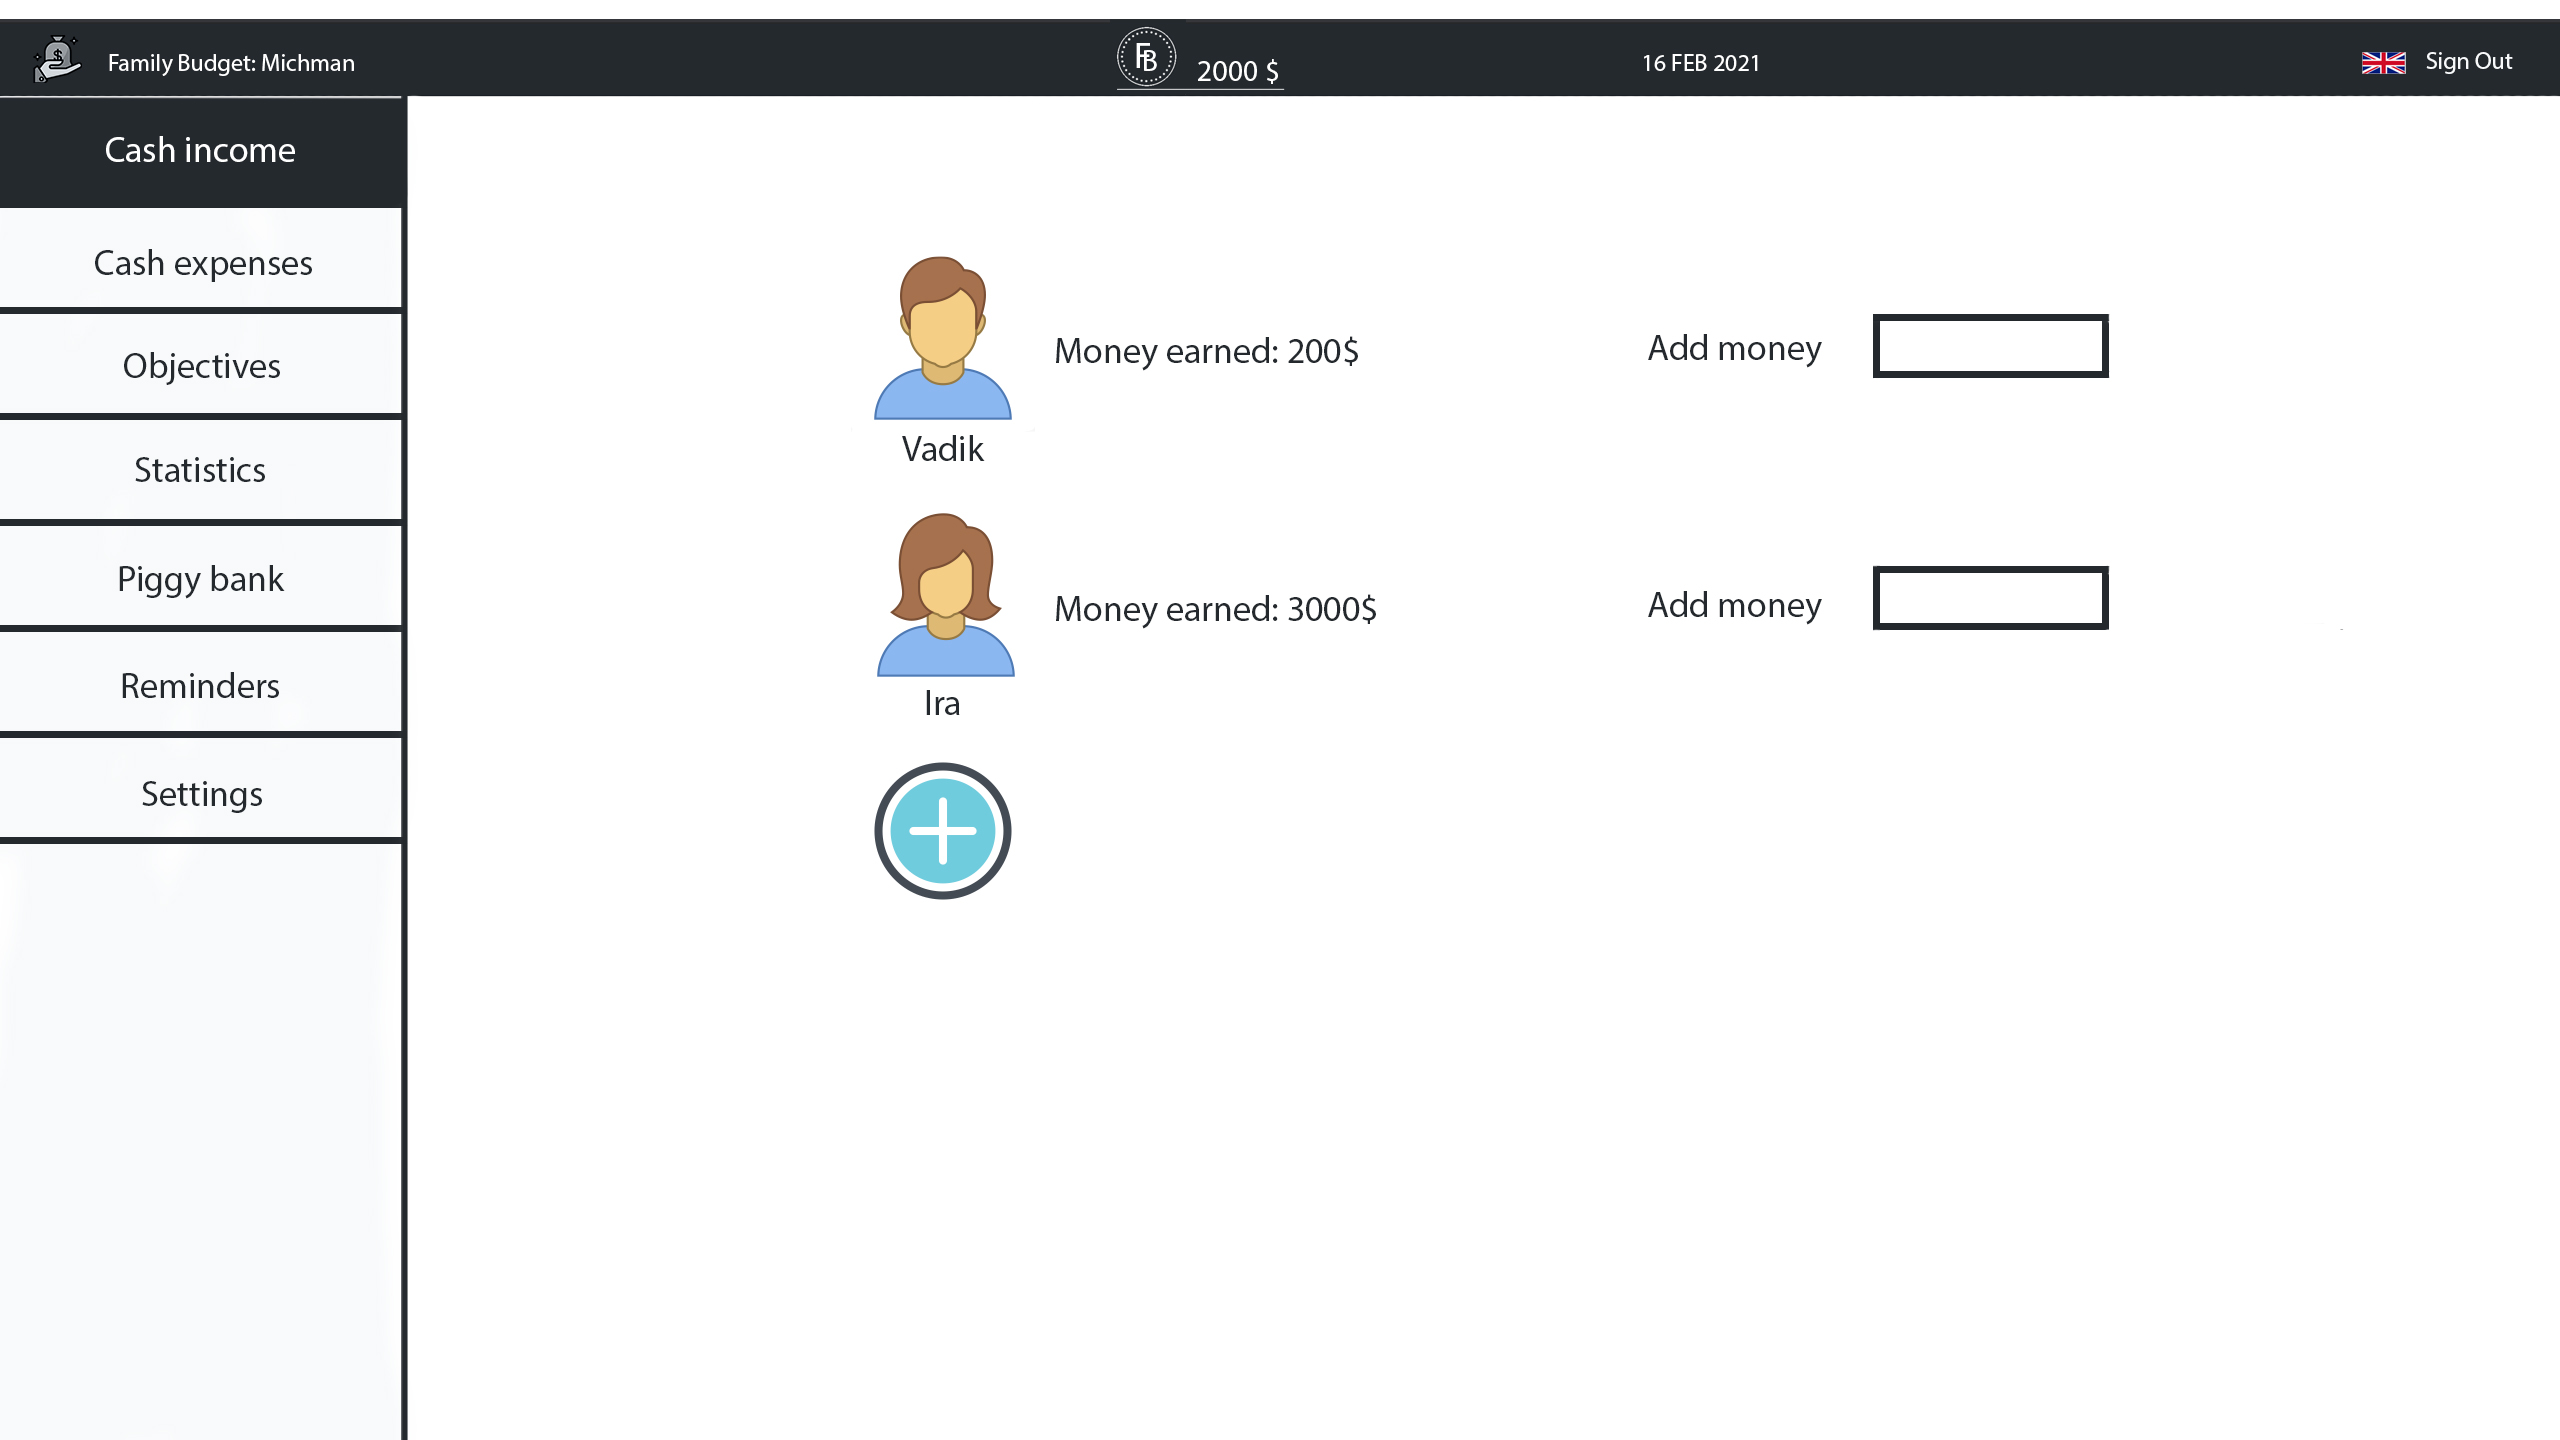 Family Budget: Michman
FB
2000 $
16 FEB 2021
Sign Out
Cash income
Cash expenses
Objectives
Statistics
Piggy bank
Reminders
Settings
Money earned: 200$
Add money
Vadik
Money earned: 3000$
Add money
Ira